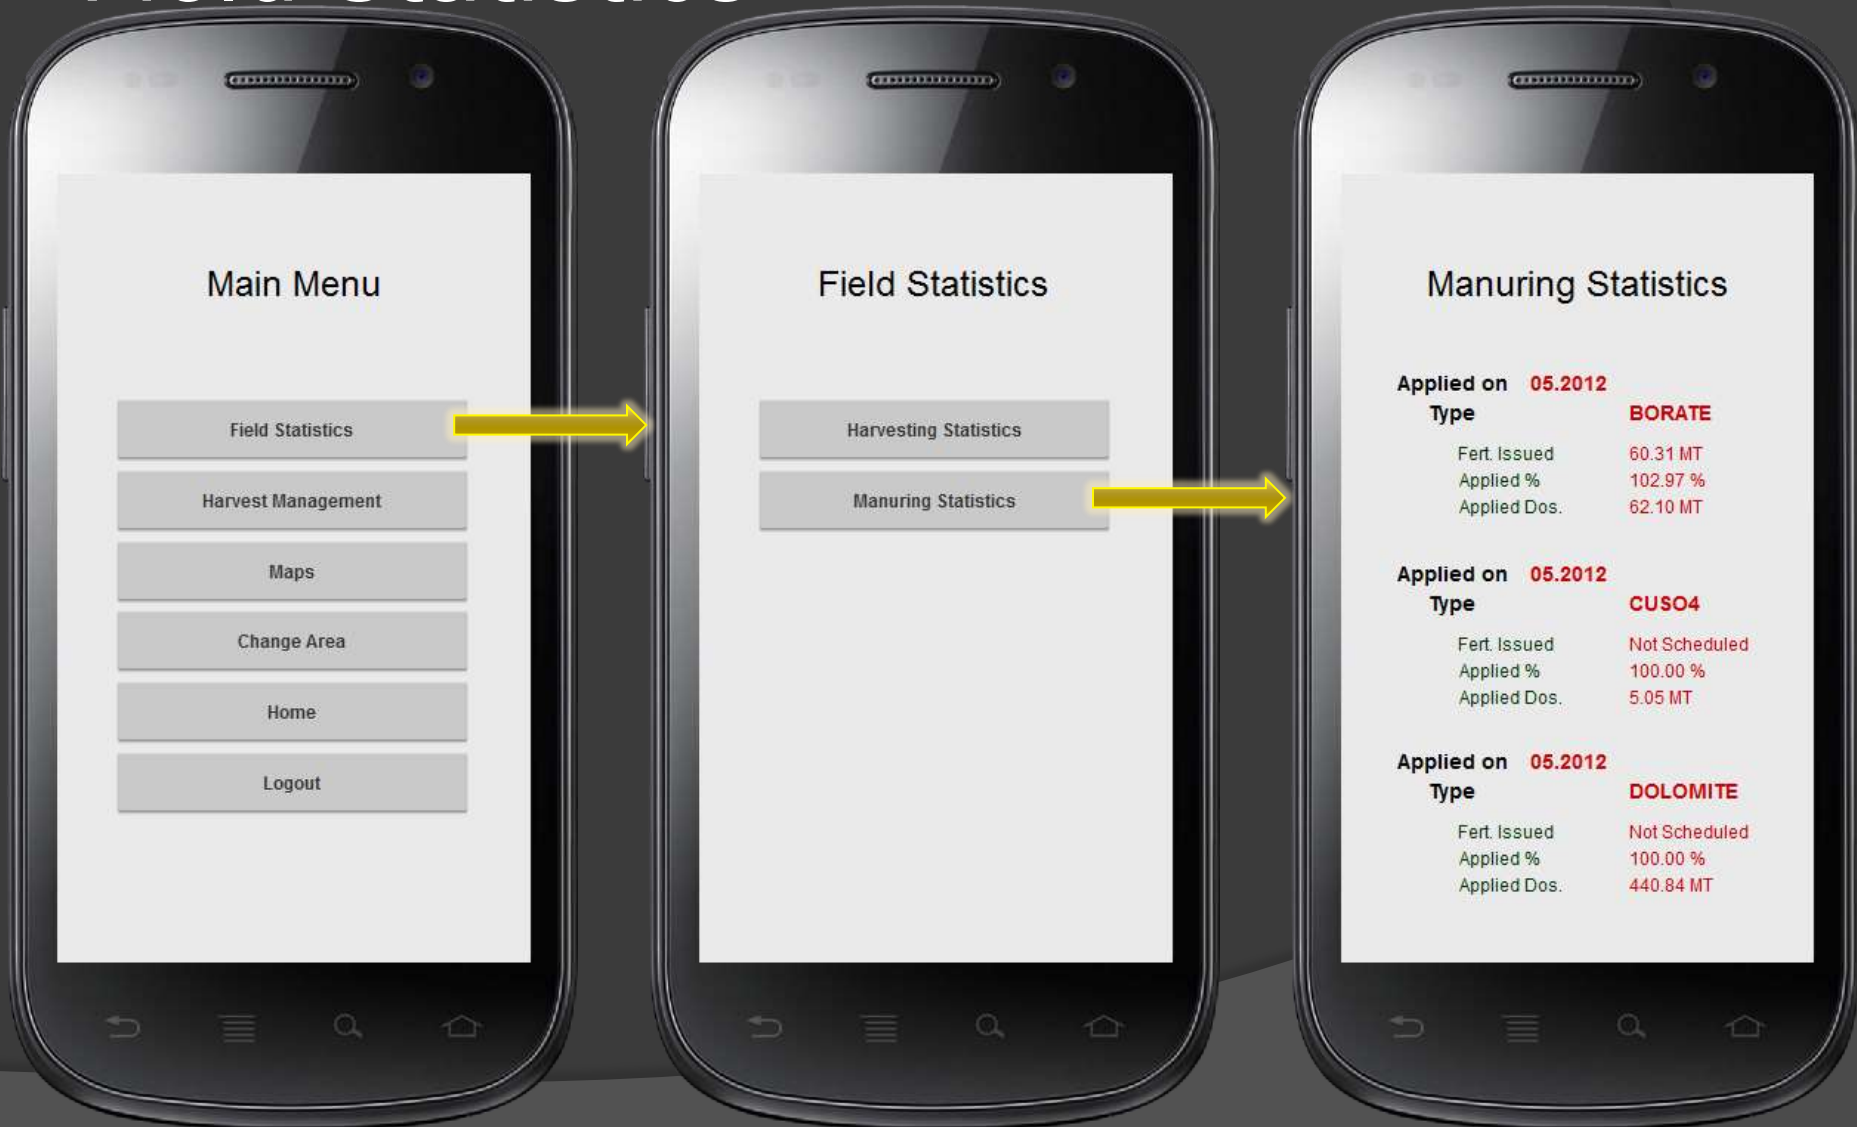 Field Statistics
Main Menu
Field Statistics
Harvest Management
Maps
Change Area
Home
Logout
Field Statistics
Harvesting Statistics
Manuring Statistics
Manuring Statistics
Applied on 05.2012
Type BORATE
Fert. Issued 60.31 MT
Applied % 102.97 %
Applied Dos. 62.10 MT
Applied on 05.2012
Type CUSO4
Fert. Issued Not Scheduled
Applied % 100.00 %
Applied Dos. 5.05 MT
Applied on 05.2012
Type DOLOMITE
Fert. Issued Not Scheduled
Applied % 100.00 %
Applied Dos. 440.84 MT